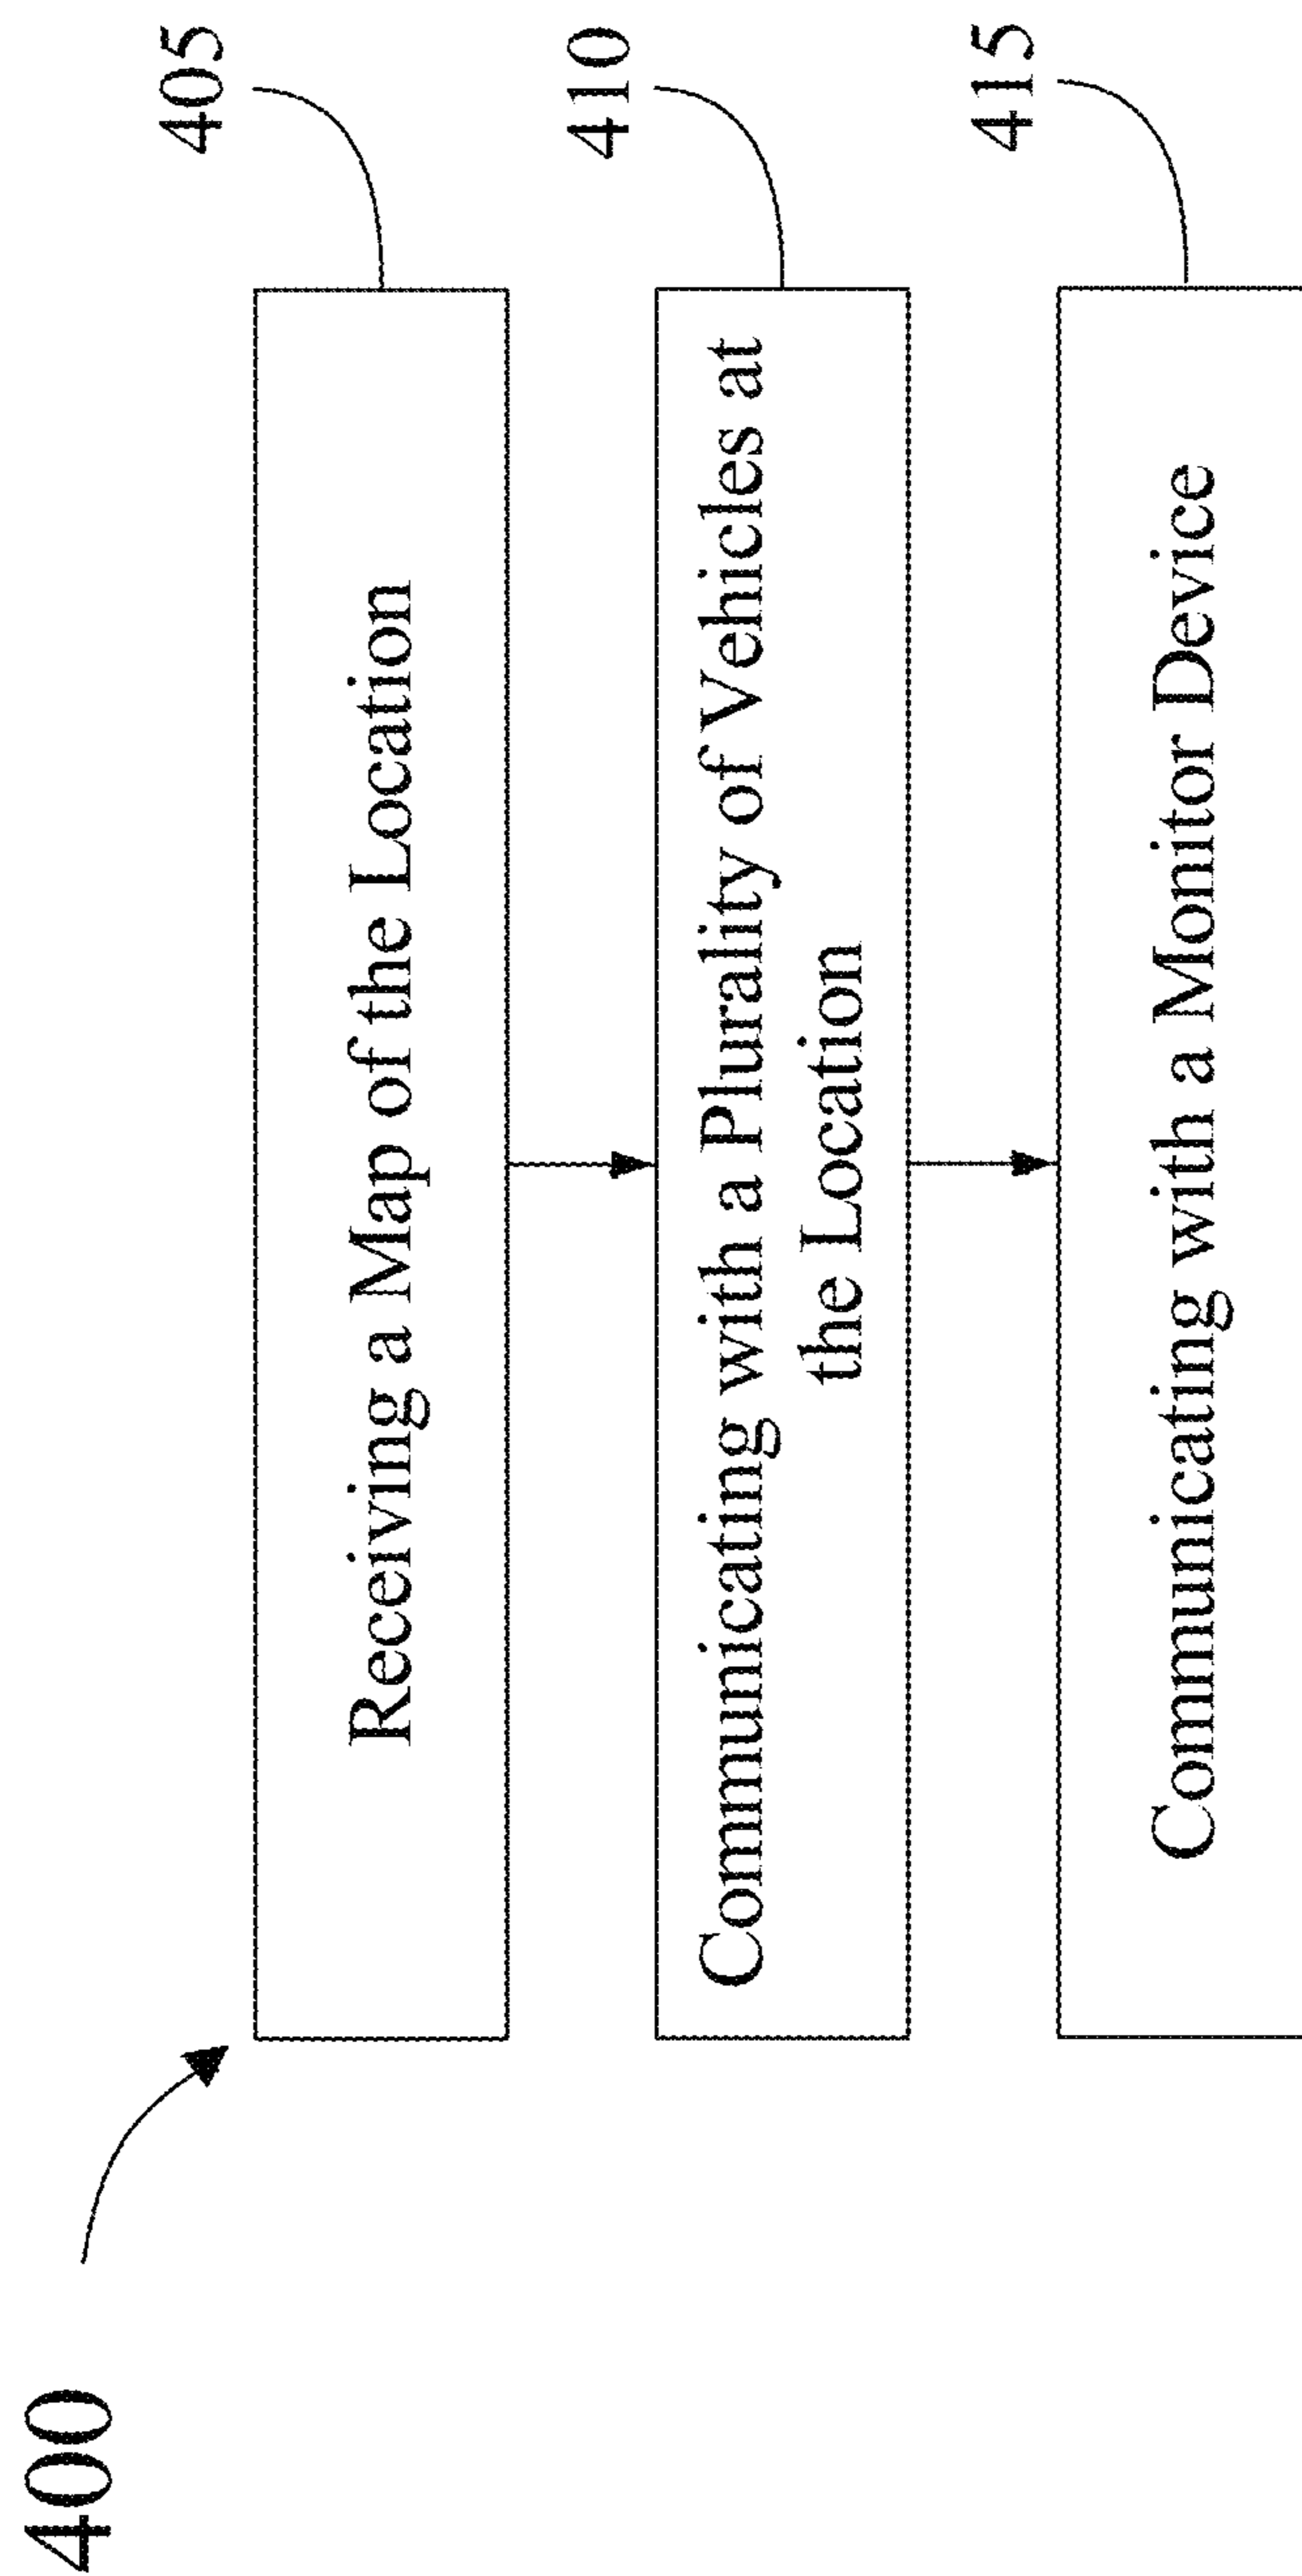 400
Receiving a Map of the Location
405
Communicating with a Plurality of Vehicles at
the Location
410
Communicating with a Monitor Device
415